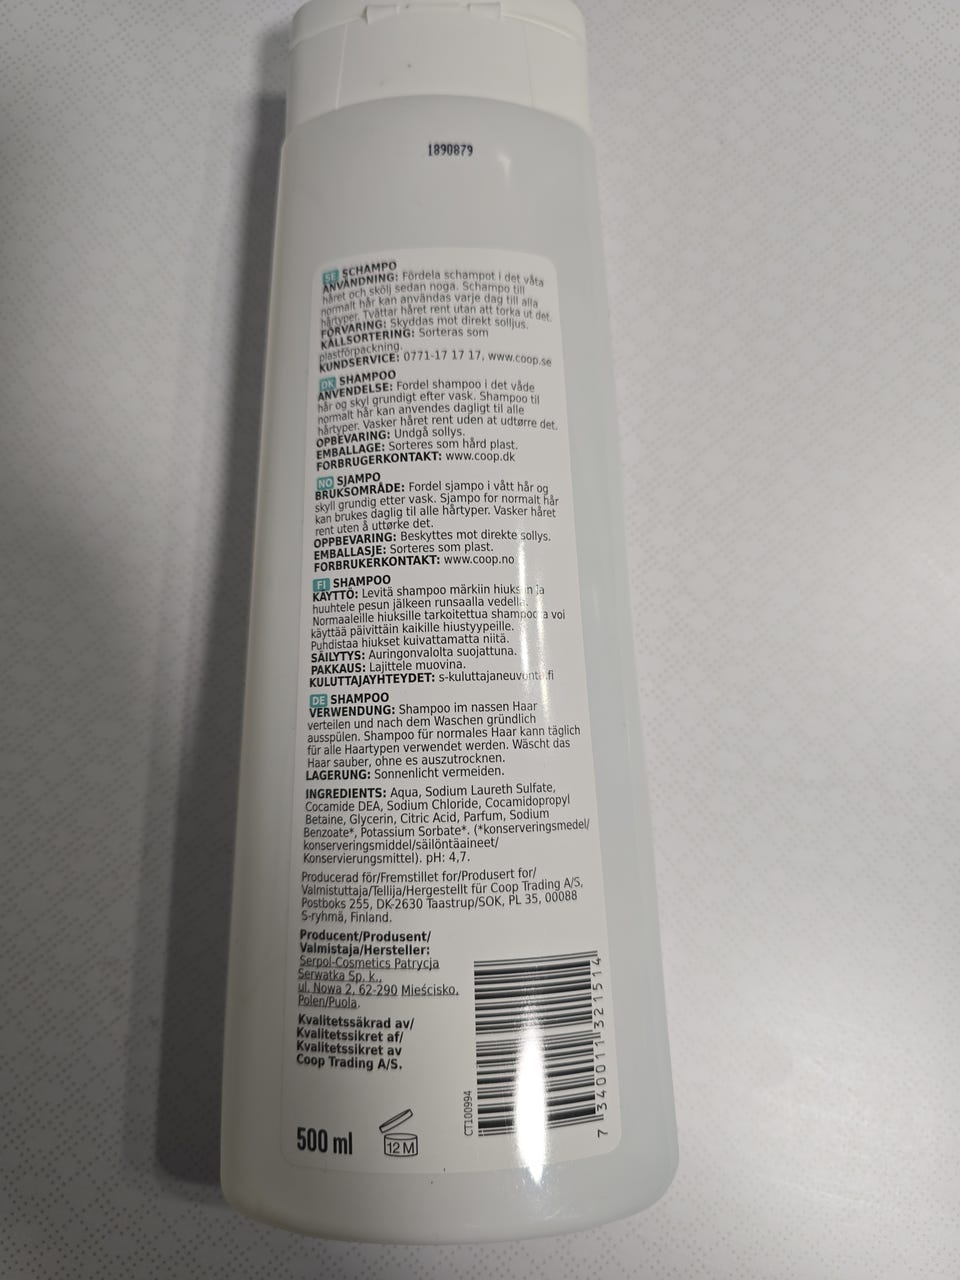 1890879
SE SCHAMPO
ANVÄNDNING: Fördela schampot i det våta
håret och skölj sedan noga. Schampo till
normalt hår kan användas varje dag till alla
hårtyper. Tvättar håret rent utan att torka ut det.
FÖRVARING: Skyddas mot direkt solljus.
KÄLLSORTERING: Sorteras som
plastförpackning.
KUNDSERVICE: 0771-17 17 17, www.coop.se
DK SHAMPOO
ANVENDELSE: Fordel shampoo i det våde
hår og skyl grundigt efter vask. Shampoo til
normalt hår kan anvendes dagligt til alle
hårtyper. Vasker håret rent uden at udtørre det.
OPBEVARING: Undgå sollys.
EMBALLAGE: Sorteres som hård plast.
FORBRUGERKONTAKT: www.coop.dk
NO SJAMPO
BRUKSOMRÅDE: Fordel sjampo i vått hår og
skyll grundig etter vask. Sjampo for normalt hår
kan brukes daglig til alle hårtyper. Vasker håret
rent uten å uttørke det.
OPPBEVARING: Beskyttes mot direkte sollys.
EMBALLASJE: Sorteres som plast.
FORBRUKERKONTAKT: www.coop.no
FI SHAMPOO
KÄYTTÖ: Levitä shampoo märkiin hiuksiin ja
huuhtele pesun jälkeen runsaalla vedellä.
Normaaleille hiuksille tarkoitettua shampoota voi
käyttää päivittäin kaikille hiustyypeille.
Puhdistaa hiukset kuivattamatta niitä.
SÄILYTYS: Auringonvalolta suojattuna.
PAKKAUS: Lajittele muovina.
KULUTTAJAYHTEYDET: s-kuluttajaneuvonta.fi
DE SHAMPOO
VERWENDUNG: Shampoo im nassen Haar
verteilen und nach dem Waschen gründlich
ausspülen. Shampoo für normales Haar kann täglich
für alle Haartypen verwendet werden. Wäscht das
Haar sauber, ohne es auszutrocknen.
LAGERUNG: Sonnenlicht vermeiden.
INGREDIENTS: Aqua, Sodium Laureth Sulfate,
Cocamide DEA, Sodium Chloride, Cocamidopropyl
Betaine, Glycerin, Citric Acid, Parfum, Sodium
Benzoate*, Potassium Sorbate*. (*konserveringsmedel/
konserveringsmiddel/säilöntäaineet/
Konservierungsmittel). pH: 4,7.
Producerad för/Fremstillet for/Produsert for/
Valmistuttaja/Tellija/Hergestellt für Coop Trading A/S,
Postboks 255, DK-2630 Taastrup/SOK, PL 35, 00088
S-ryhmä, Finland.
Producent/Produsent/
Valmistaja/Hersteller:
Serpol-Cosmetics Patrycja
Serwatka Sp. k.,
ul. Nowa 2, 62-290 Mieścisko,
Polen/Puola.
Kvalitetssäkrad av/
Kvalitetssikret af/
Kvalitetssikret av
Coop Trading A/S.
500 ml
12 M
CT100994
7 340011 321514